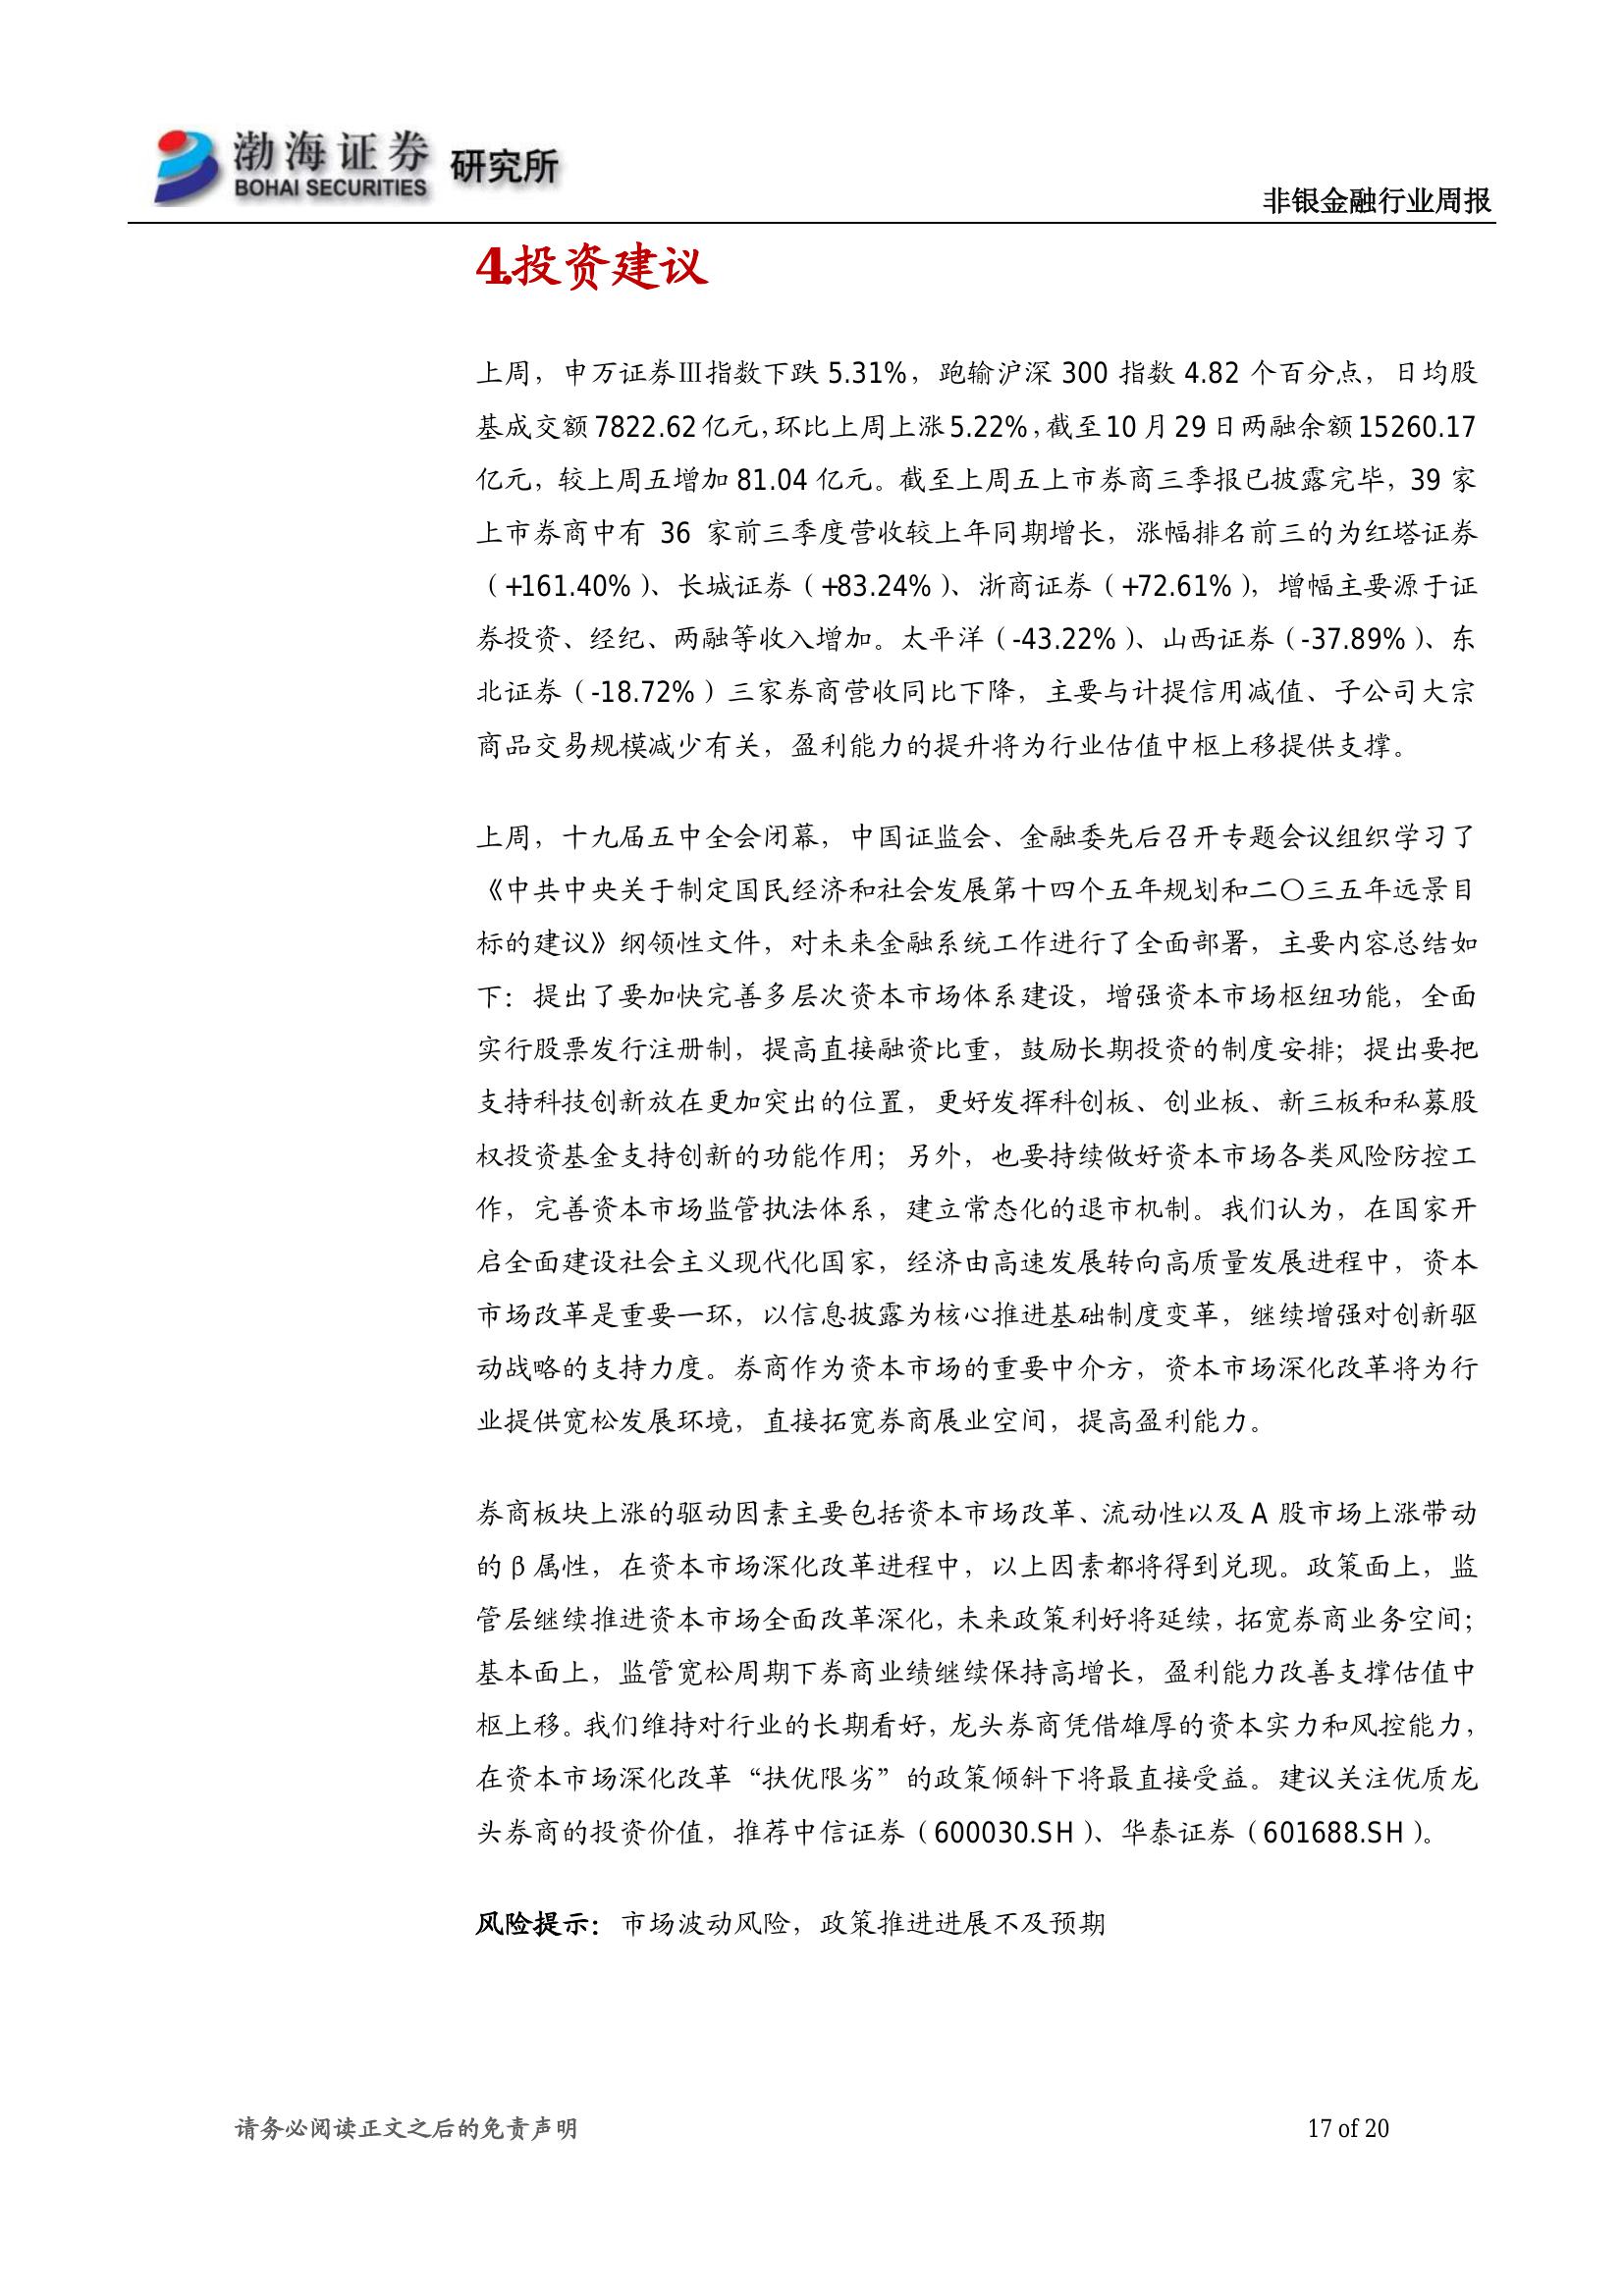 渤海证券 研究所
BOHAI SECURITIES
非银金融行业周报
4.投资建议
上周，申万证券Ⅲ指数下跌 5.31%，跑输沪深 300 指数 4.82 个百分点，日均股
基成交额 7822.62 亿元，环比上周上涨 5.22%，截至 10 月 29 日两融余额 15260.17
亿元，较上周五增加 81.04 亿元。截至上周五上市券商三季报已披露完毕，39 家
上市券商中有 36 家前三季度营收较上年同期增长，涨幅排名前三的为红塔证券
（+161.40%）、长城证券（+83.24%）、浙商证券（+72.61%），增幅主要源于证
券投资、经纪、两融等收入增加。太平洋（-43.22%）、山西证券（-37.89%）、东
北证券（-18.72%）三家券商营收同比下降，主要与计提信用减值、子公司大宗
商品交易规模减少有关，盈利能力的提升将为行业估值中枢上移提供支撑。
上周，十九届五中全会闭幕，中国证监会、金融委先后召开专题会议组织学习了
《中共中央关于制定国民经济和社会发展第十四个五年规划和二〇三五年远景目
标的建议》纲领性文件，对未来金融系统工作进行了全面部署，主要内容总结如
下：提出了要加快完善多层次资本市场体系建设，增强资本市场枢纽功能，全面
实行股票发行注册制，提高直接融资比重，鼓励长期投资的制度安排；提出要把
支持科技创新放在更加突出的位置，更好发挥科创板、创业板、新三板和私募股
权投资基金支持创新的功能作用；另外，也要持续做好资本市场各类风险防控工
作，完善资本市场监管执法体系，建立常态化的退市机制。我们认为，在国家开
启全面建设社会主义现代化国家，经济由高速发展转向高质量发展进程中，资本
市场改革是重要一环，以信息披露为核心推进基础制度变革，继续增强对创新驱
动战略的支持力度。券商作为资本市场的重要中介方，资本市场深化改革将为行
业提供宽松发展环境，直接拓宽券商展业空间，提高盈利能力。
券商板块上涨的驱动因素主要包括资本市场改革、流动性以及 A 股市场上涨带动
的 β 属性，在资本市场深化改革进程中，以上因素都将得到兑现。政策面上，监
管层继续推进资本市场全面改革深化，未来政策利好将延续，拓宽券商业务空间；
基本面上，监管宽松周期下券商业绩继续保持高增长，盈利能力改善支撑估值中
枢上移。我们维持对行业的长期看好，龙头券商凭借雄厚的资本实力和风控能力，
在资本市场深化改革“扶优限劣”的政策倾斜下将最直接受益。建议关注优质龙
头券商的投资价值，推荐中信证券（600030.SH）、华泰证券（601688.SH）。
风险提示：市场波动风险，政策推进进展不及预期
请务必阅读正文之后的免责声明
17 of 20